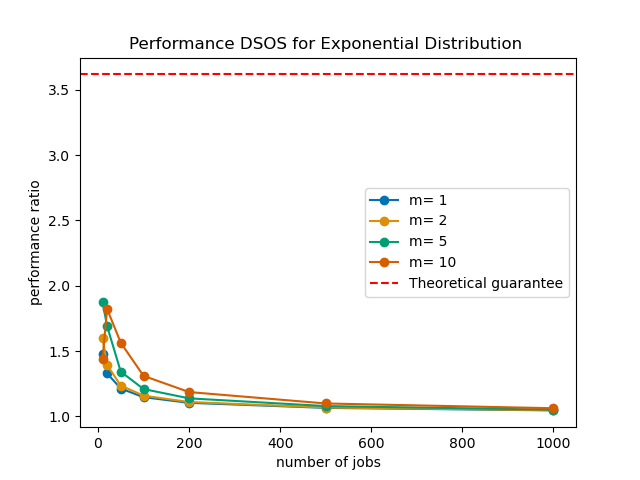 Performance DSOS for Exponential Distribution
performance ratio
3.5
3.0
2.5
2.0
1.5
1.0
m= 1
m= 2
m= 5
m= 10
Theoretical guarantee
0
200
400
600
800
1000
number of jobs